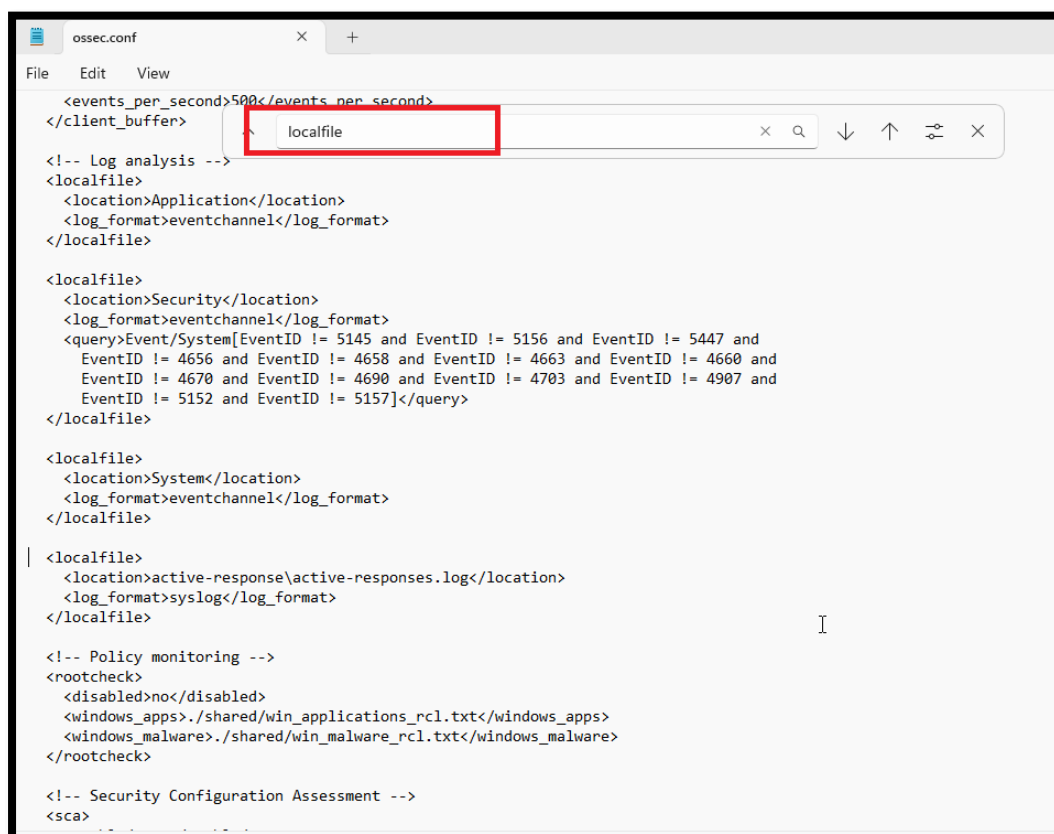 ossec.conf
File Edit View
<events_per_second>500</events_per_second>
</client_buffer>
localfile
<!-- Log analysis -->
<localfile>
<location>Application</location>
<log_format>eventchannel</log_format>
</localfile>
<localfile>
<location>Security</location>
<log_format>eventchannel</log_format>
<query>Event/System[EventID != 5145 and EventID != 5156 and EventID != 5447 and
EventID != 4656 and EventID != 4658 and EventID != 4663 and EventID != 4660 and
EventID != 4670 and EventID != 4690 and EventID != 4703 and EventID != 4907 and
EventID != 5152 and EventID != 5157]</query>
</localfile>
<localfile>
<location>System</location>
<log_format>eventchannel</log_format>
</localfile>
<localfile>
<location>active-response\active-responses.log</location>
<log_format>syslog</log_format>
</localfile>
<!-- Policy monitoring -->
<rootcheck>
<disabled>no</disabled>
<windows_apps>./shared/win_applications_rcl.txt</windows_apps>
<windows_malware>./shared/win_malware_rcl.txt</windows_malware>
</rootcheck>
<!-- Security Configuration Assessment -->
<sca>